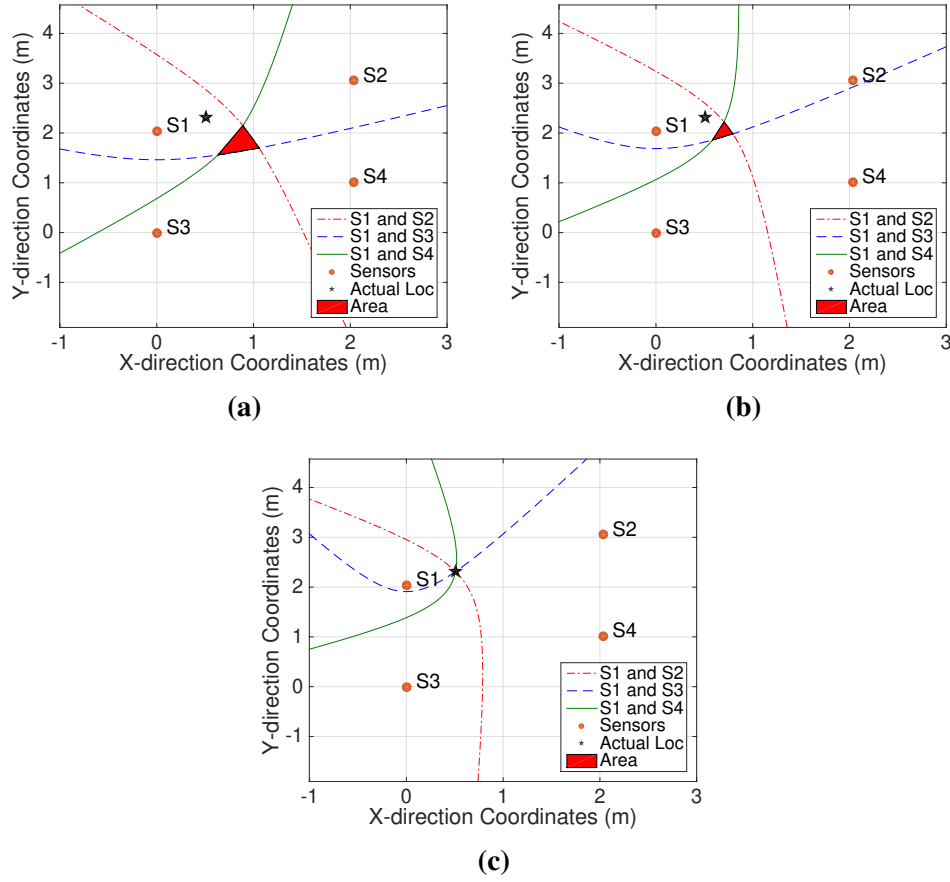 4
3
2
1
0
-1
-1
0
1
2
3
Y-direction Coordinates (m)
X-direction Coordinates (m)
S1
S2
S3
S4
S1 and S2
S1 and S3
S1 and S4
Sensors
Actual Loc
Area
(a)
4
3
2
1
0
-1
-1
0
1
2
3
Y-direction Coordinates (m)
X-direction Coordinates (m)
S1
S2
S3
S4
S1 and S2
S1 and S3
S1 and S4
Sensors
Actual Loc
Area
(b)
4
3
2
1
0
-1
-1
0
1
2
3
Y-direction Coordinates (m)
X-direction Coordinates (m)
S1
S2
S3
S4
S1 and S2
S1 and S3
S1 and S4
Sensors
Actual Loc
Area
(c)